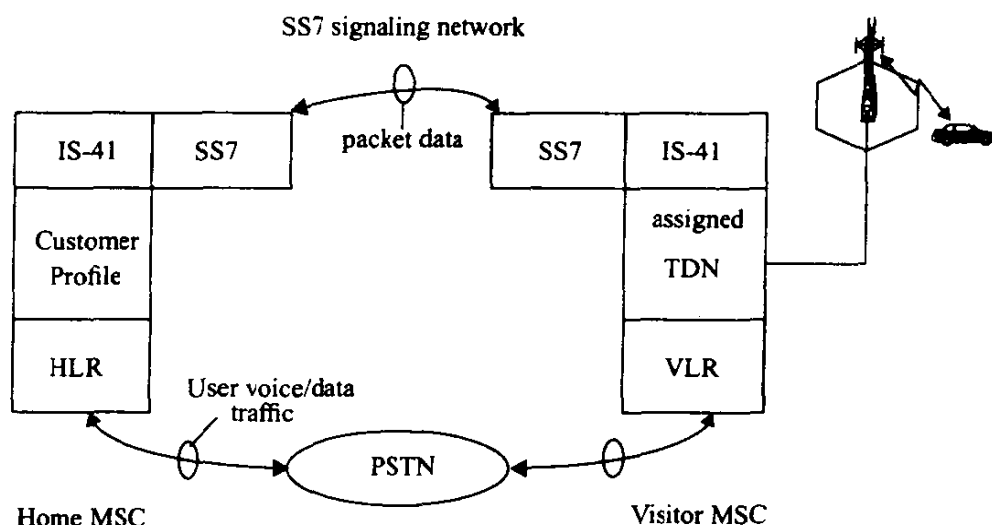 SS7 signaling network
packet data
IS-41
SS7
SS7
IS-41
Customer
Profile
assigned
TDN
HLR
VLR
User voice/data
traffic
PSTN
Home MSC
Visitor MSC